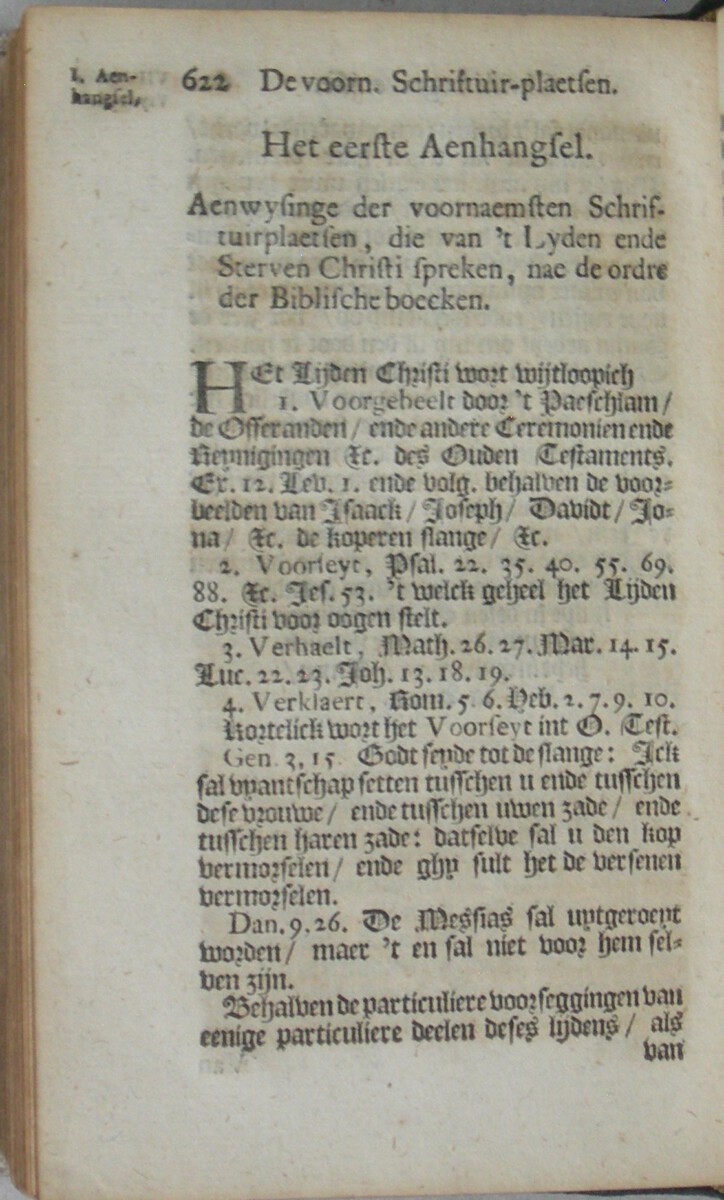 I. Aen-
hangsel,
622 De voorn. Schriftuir-plaetsen.
Het eerste Aenhangsel.
Aenwysinge der voornaemsten Schrif-
tuirplaetsen, die van 't Lyden ende
Sterven Christi spreken, nae de ordre
der Biblische boecken.
HEt Lijden Christi wort wijtloopich
1. Voorgebeelt door 't Paeschlam/
de Offeranden/ ende andere Ceremonien ende
Reynigingen &c. des Ouden Testaments.
Ex. 12. Lev. 1. ende volg. behalven de voor-
beelden van Isaack/ Joseph/ Davidt/ Jo-
na/ &c. de koperen slange/ &c.
2. Voorseyt, Psal. 22. 35. 40. 55. 69.
88. &c. Jes. 53. 't welck geheel het Lijden
Christi voor oogen stelt.
3. Verhaelt, Math. 26. 27. Mar. 14. 15.
Luc. 22. 23. Joh. 13. 18. 19.
4. Verklaert, Rom. 5. 6. Heb. 2. 7. 9. 10.
Kortelick wort het Voorseyt int O. Test.
Gen. 3, 15. Godt seyde tot de slange: Ick
sal vyantschap setten tusschen u ende tusschen
dese vrouwe/ ende tusschen uwen zade/ ende
tusschen haren zade: datselve sal u den kop
vermorselen/ ende ghy sult het de versenen
vermorselen.
Dan. 9. 26. De Messias sal uytgeroeyt
worden/ maer 't en sal niet voor hem sel-
ven zijn.
Behalven de particuliere voorseggingen van
eenige particuliere deelen deses lijdens/ als
van